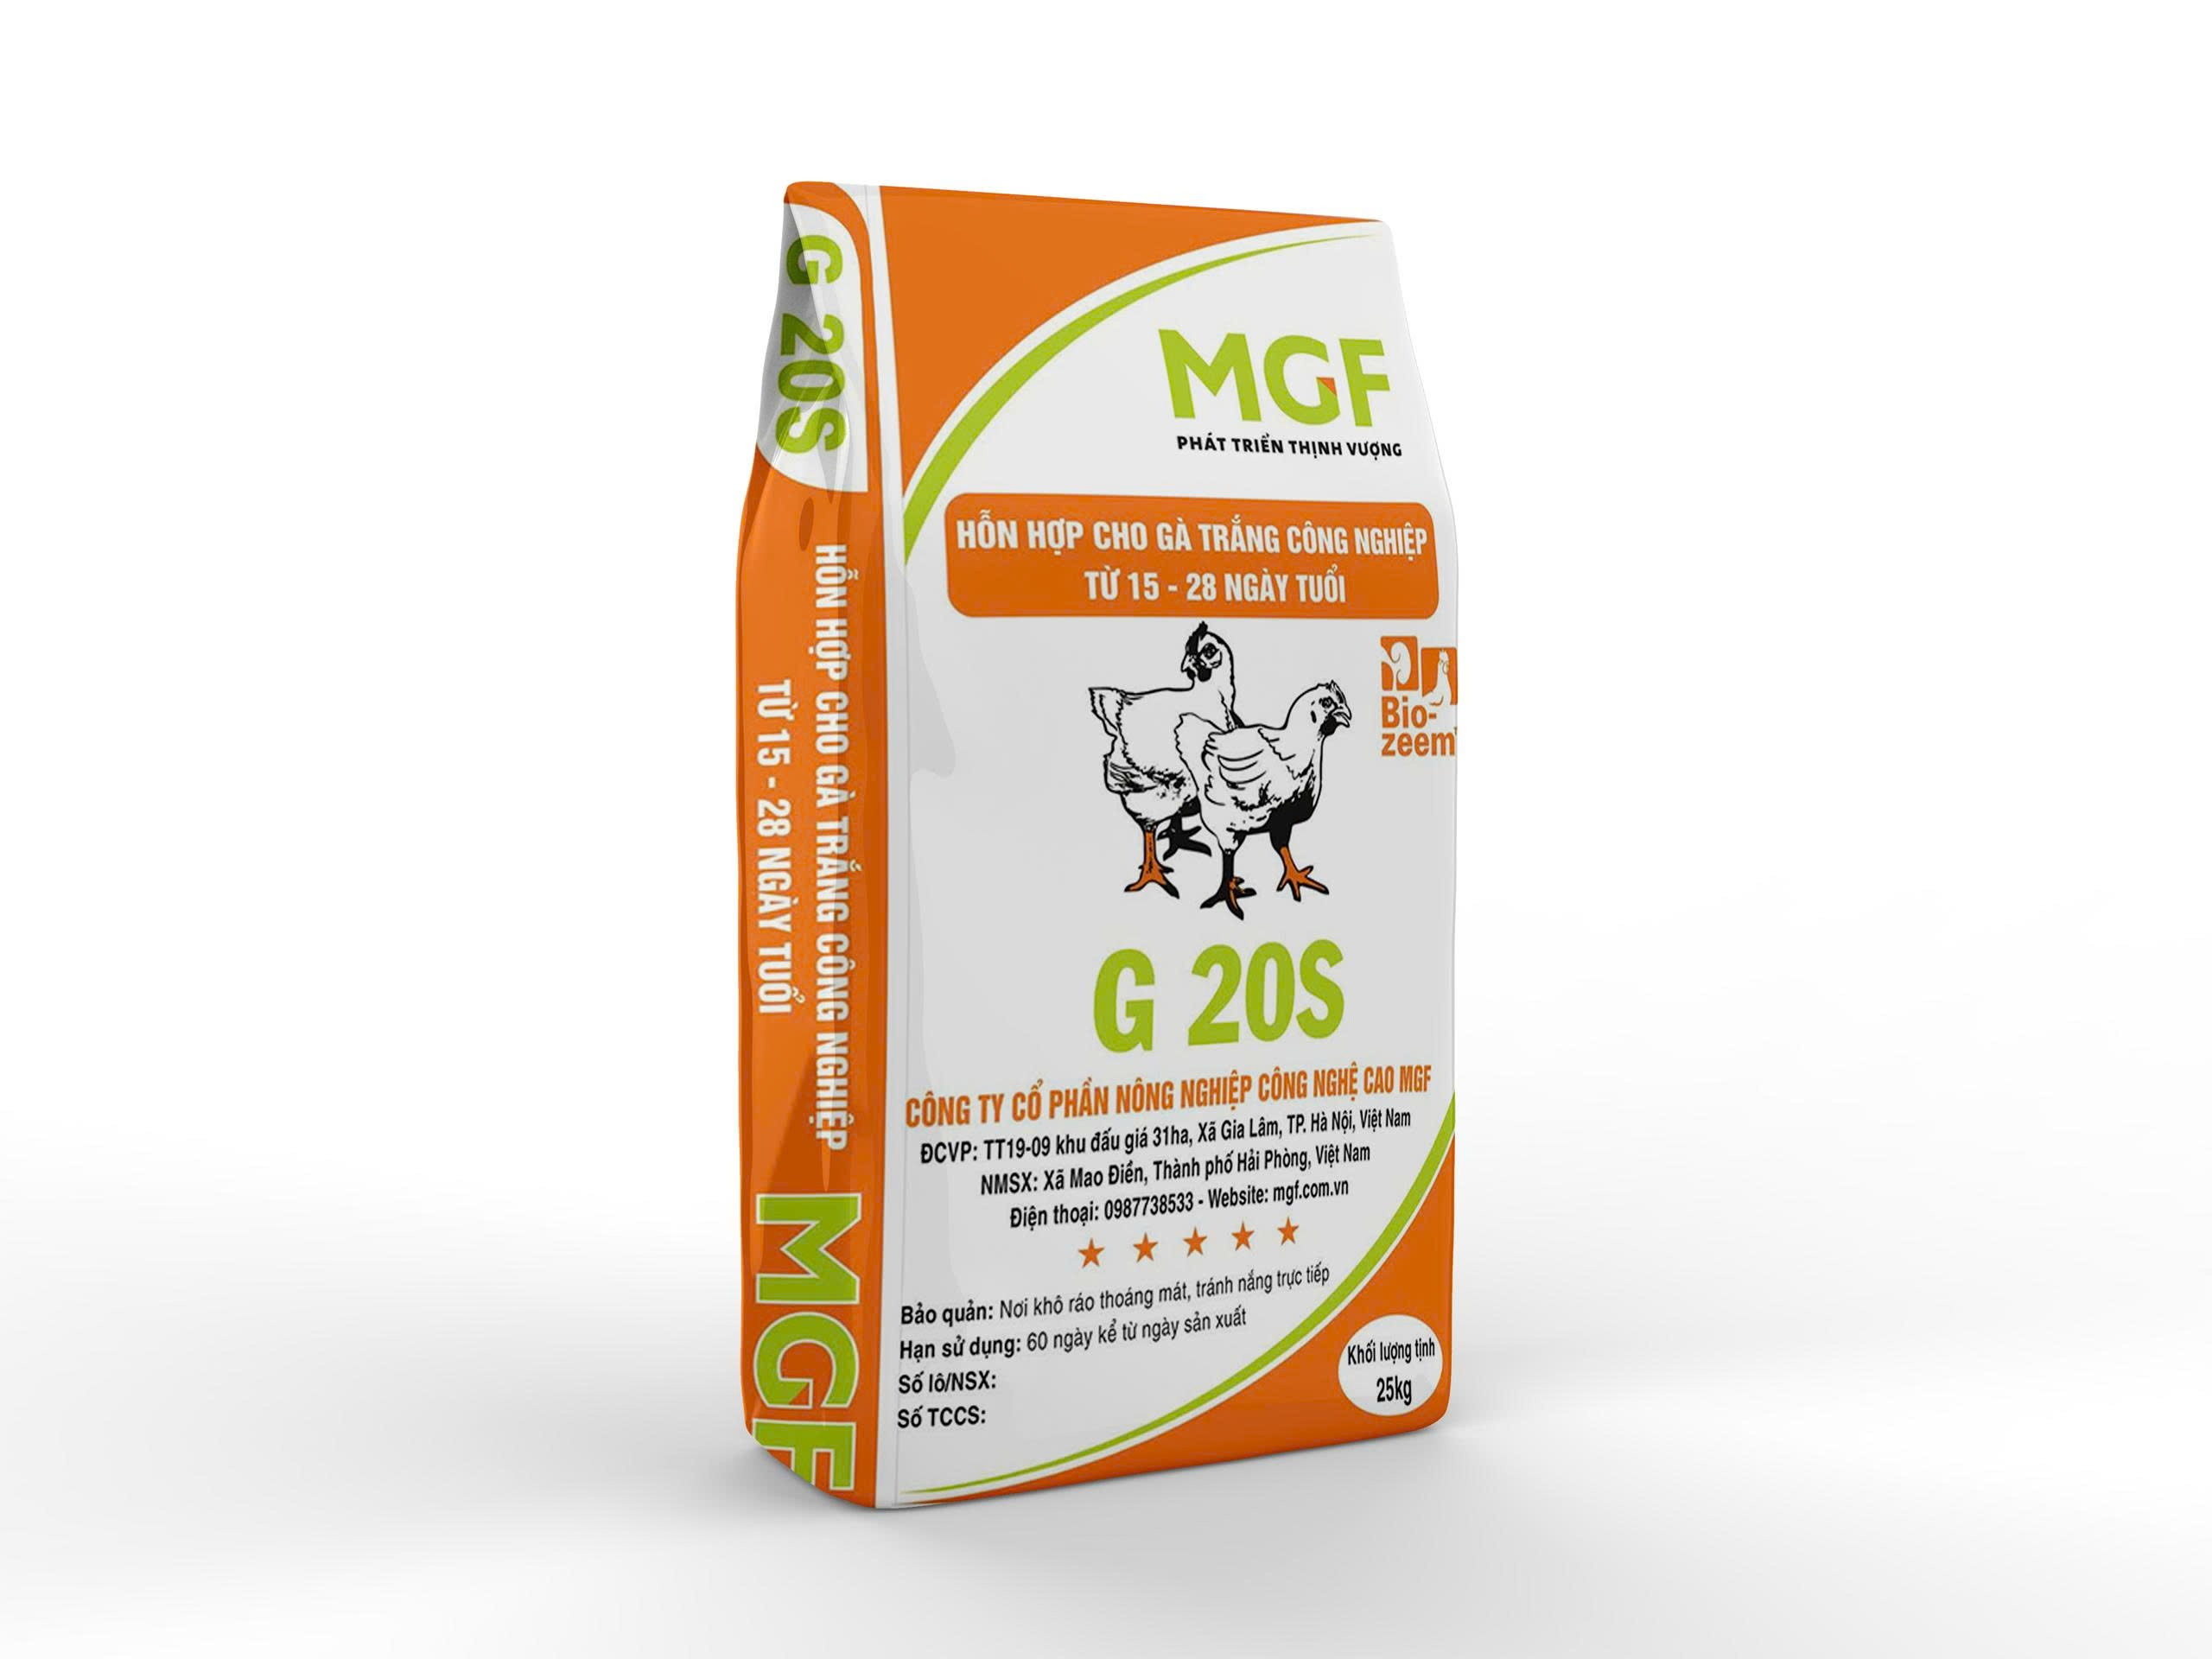 G 20S
HỖN HỢP CHO GÀ TRẮNG CÔNG NGHIỆP
TỪ 15 - 28 NGÀY TUỔI
MGF
MGF
PHÁT TRIỂN THỊNH VƯỢNG
HỖN HỢP CHO GÀ TRẮNG CÔNG NGHIỆP
TỪ 15 - 28 NGÀY TUỔI
Bio-
zeem
G 20S
CÔNG TY CỔ PHẦN NÔNG NGHIỆP CÔNG NGHỆ CAO MGF
ĐCVP: TT19-09 khu đấu giá 31ha, Xã Gia Lâm, TP. Hà Nội, Việt Nam
NMSX: Xã Mao Điền, Thành phố Hải Phòng, Việt Nam
Điện thoại: 0987738533 - Website: mgf.com.vn
Bảo quản: Nơi khô ráo thoáng mát, tránh nắng trực tiếp
Hạn sử dụng: 60 ngày kể từ ngày sản xuất
Số lô/NSX:
Số TCCS:
Khối lượng tịnh
25kg